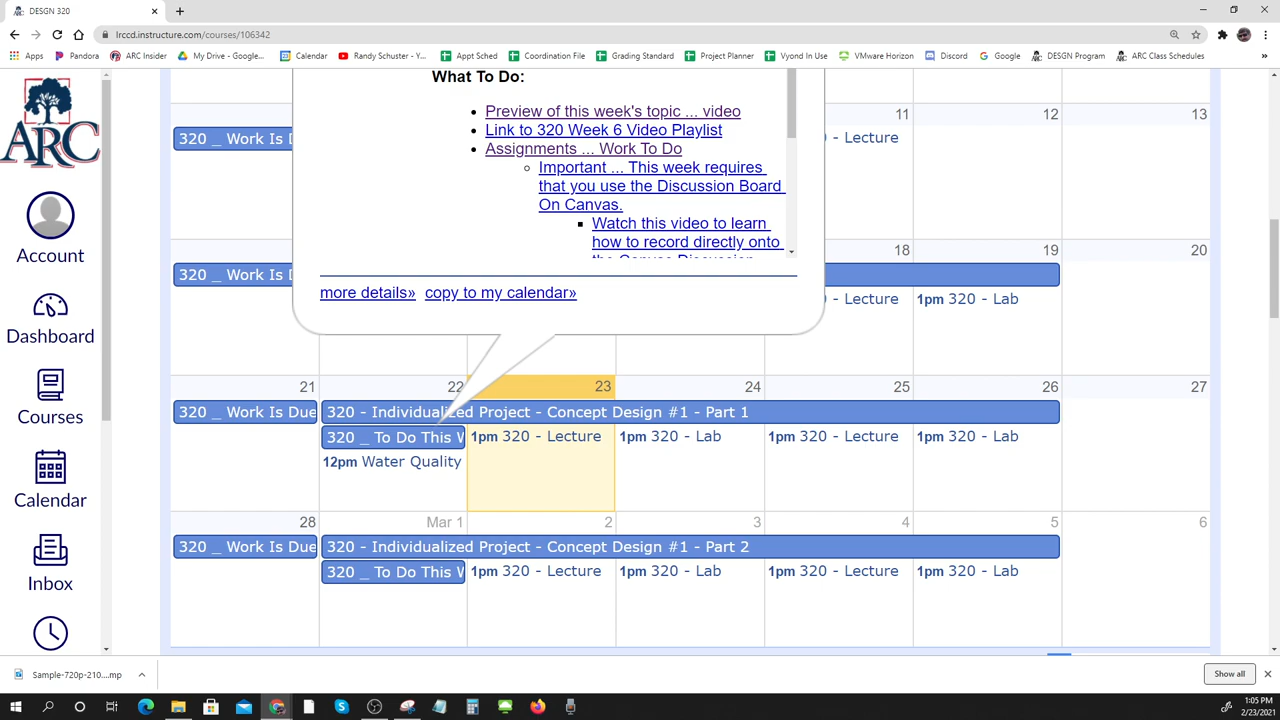 DESGN 320
lrccd.instructure.com/courses/106342
Apps Pandora ARC Insider My Drive - Google... Calendar Randy Schuster - Y... Appt Sched Coordination File Grading Standard Project Planner Vyond In Use VMware Horizon Discord Google DESGN Program ARC Class Schedules
ARC
Account
Dashboard
Courses
Calendar
Inbox
What To Do:
Preview of this week's topic ... video
Link to 320 Week 6 Video Playlist
Assignments ... Work To Do
Important ... This week requires
that you use the Discussion Board
On Canvas.
Watch this video to learn
how to record directly onto
the Canvas Discussion
more details» copy to my calendar»
11 12 13
320 _ Work Is D - Lecture
18 19 20
320 _ Work Is D
- Lecture 1pm 320 - Lab
21 22 23 24 25 26 27
320 _ Work Is Due 320 - Individualized Project - Concept Design #1 - Part 1
320 _ To Do This W 1pm 320 - Lecture 1pm 320 - Lab 1pm 320 - Lecture 1pm 320 - Lab
12pm Water Quality
28 Mar 1 2 3 4 5 6
320 _ Work Is Due 320 - Individualized Project - Concept Design #1 - Part 2
320 _ To Do This W 1pm 320 - Lecture 1pm 320 - Lab 1pm 320 - Lecture 1pm 320 - Lab
Sample-720p-210....mp Show all
1:05 PM
2/23/2021